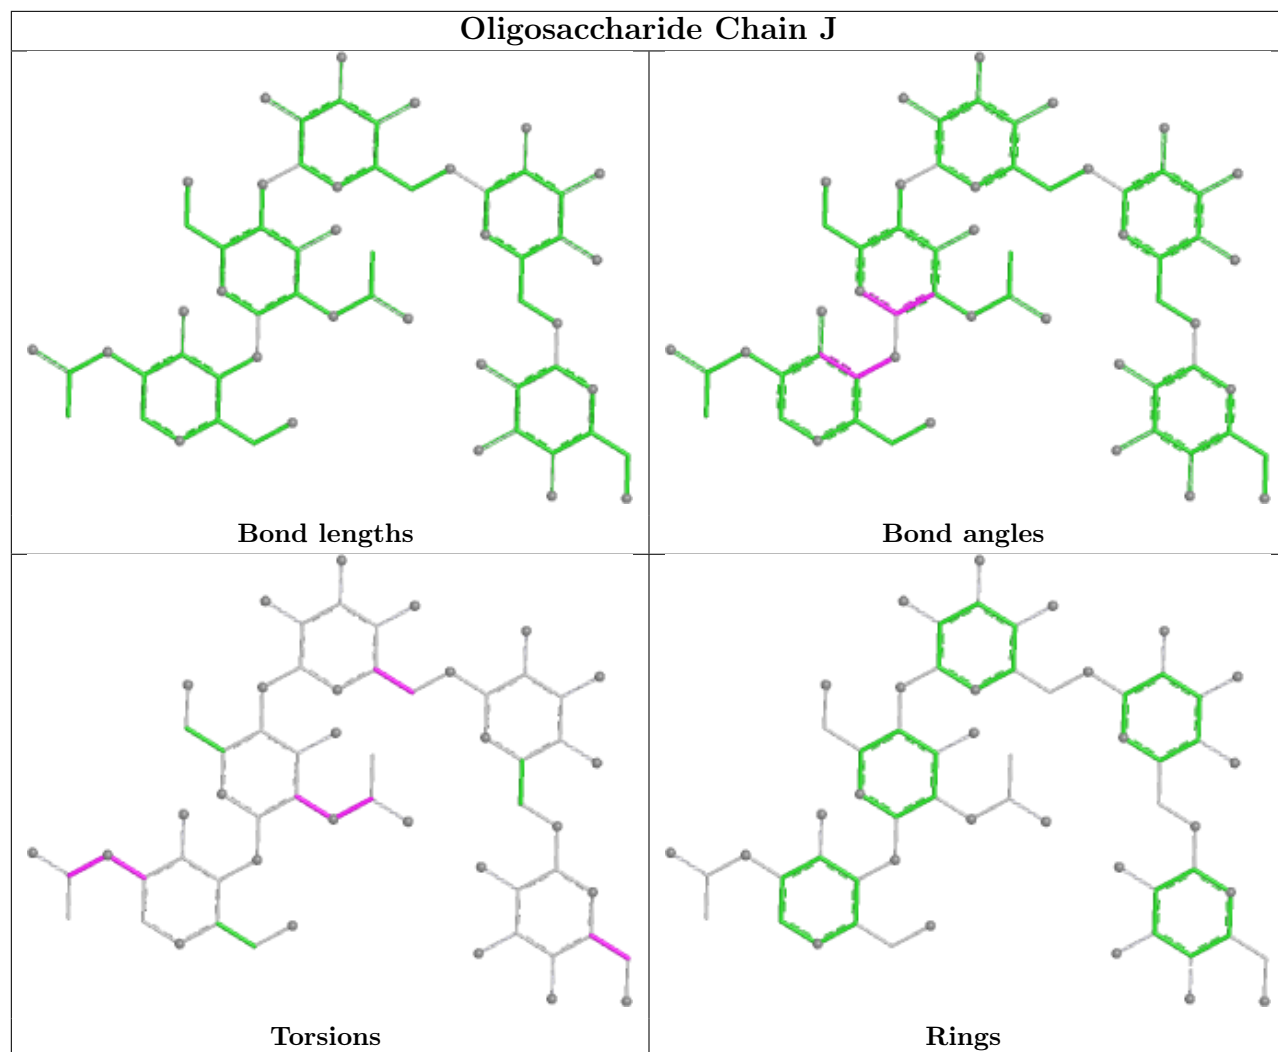 Oligosaccharide Chain J
Bond lengths
Bond angles
Torsions
Rings